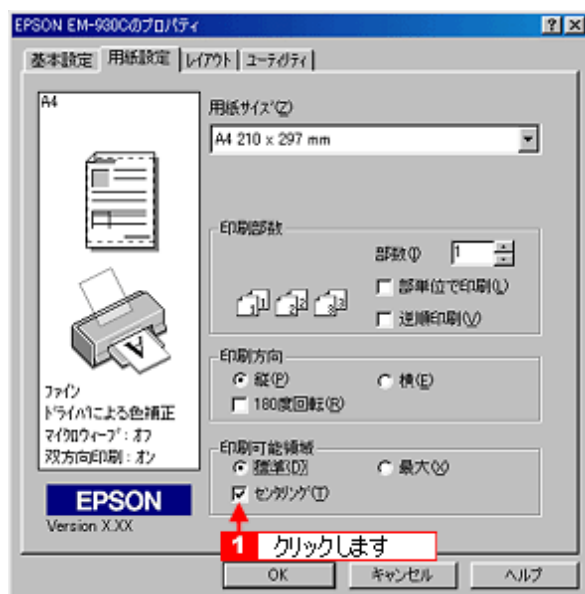 EPSON EM-930Cのプロパティ
基本設定 用紙設定 レイアウト ユーティリティ
A4
用紙サイズ(Z)
A4 210 x 297 mm
印刷部数
部数(I) 1
部単位で印刷(L)
逆順印刷(V)
1 1 2 2 3 3
印刷方向
縦(P) 横(E)
180度回転(R)
ファイン
ドライバによる色補正
マイクロウィーブ:オフ
双方向印刷:オン
印刷可能領域
標準(D) 最大(X)
センタリング(T)
EPSON
Version X.XX
1 クリックします
OK キャンセル ヘルプ